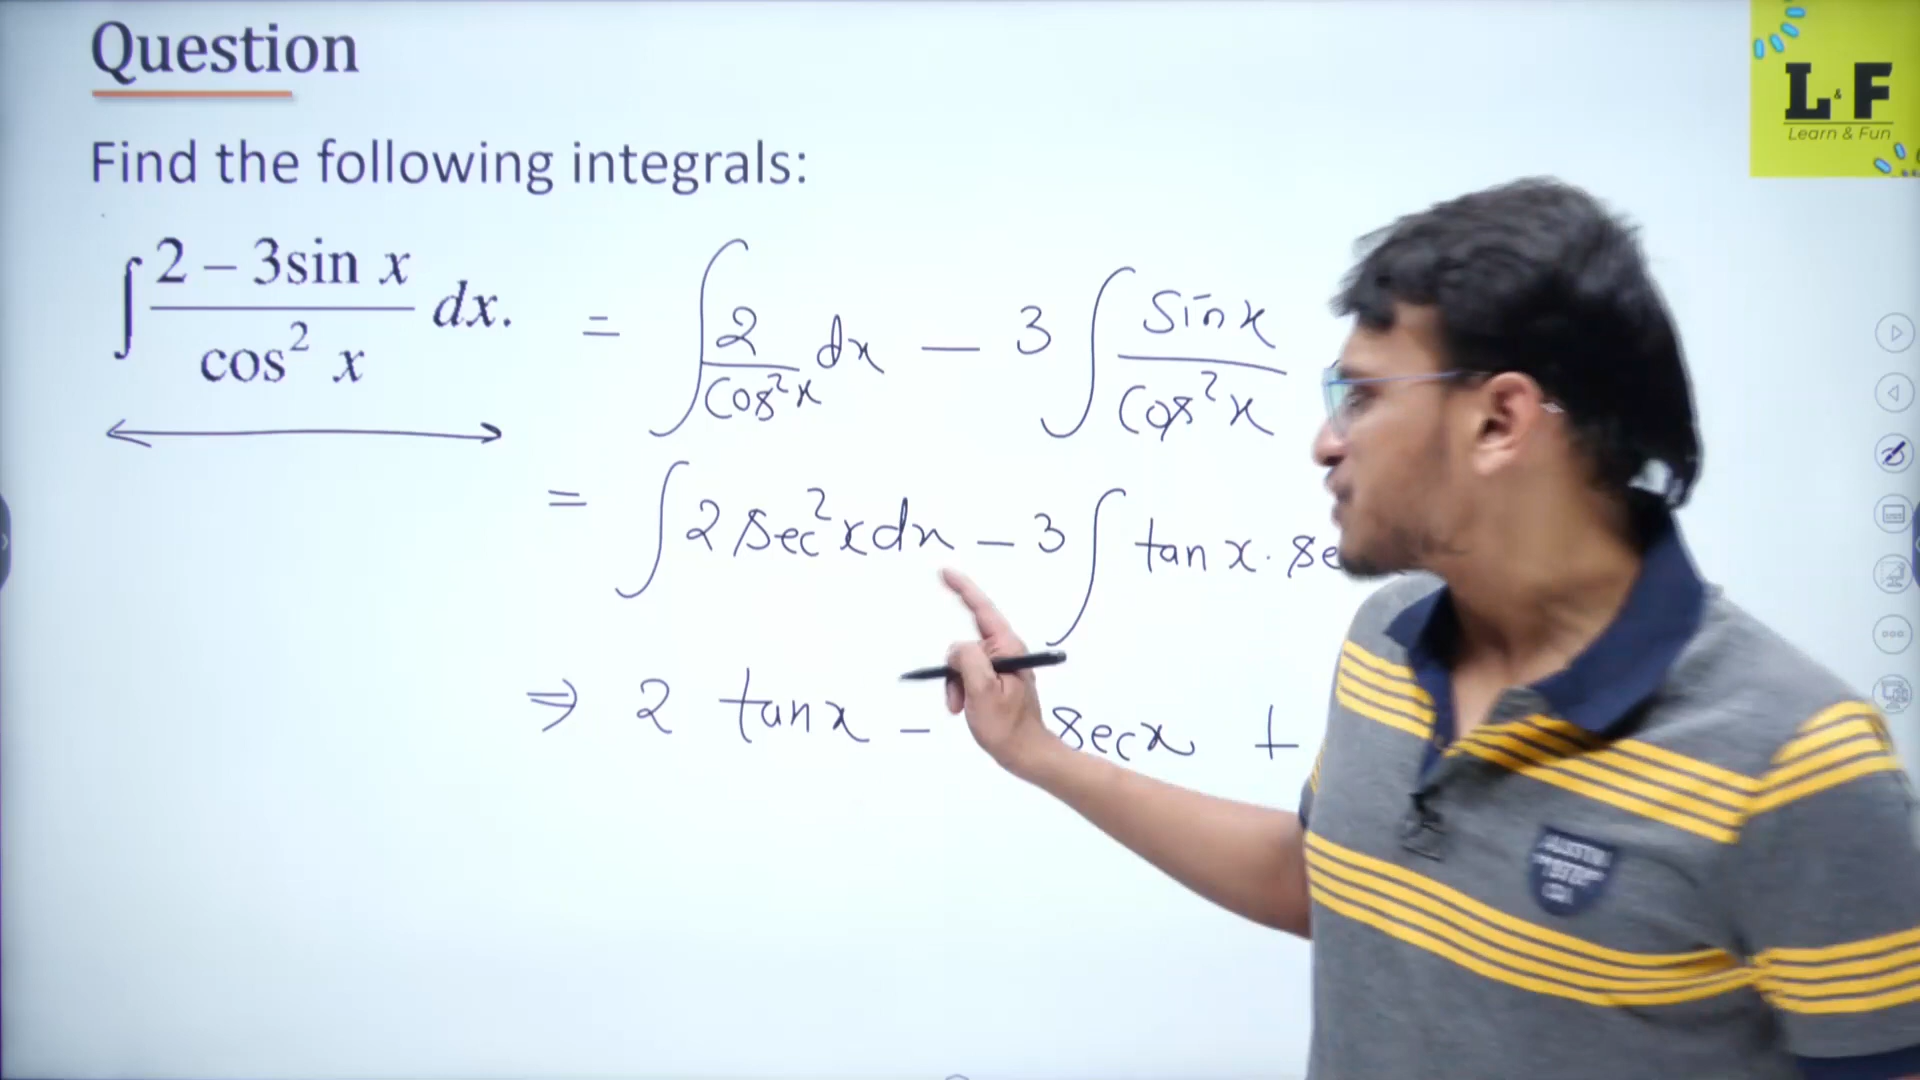 Question
L&F
Learn & Fun
Find the following integrals:
∫ (2 – 3sin x)/(cos² x) dx. = ∫ 2/(cos²x) dx – 3 ∫ (sin x)/(cos²x)
= ∫ 2 sec²x dx – 3 ∫ tan x · se
⇒ 2 tan x – sec x +